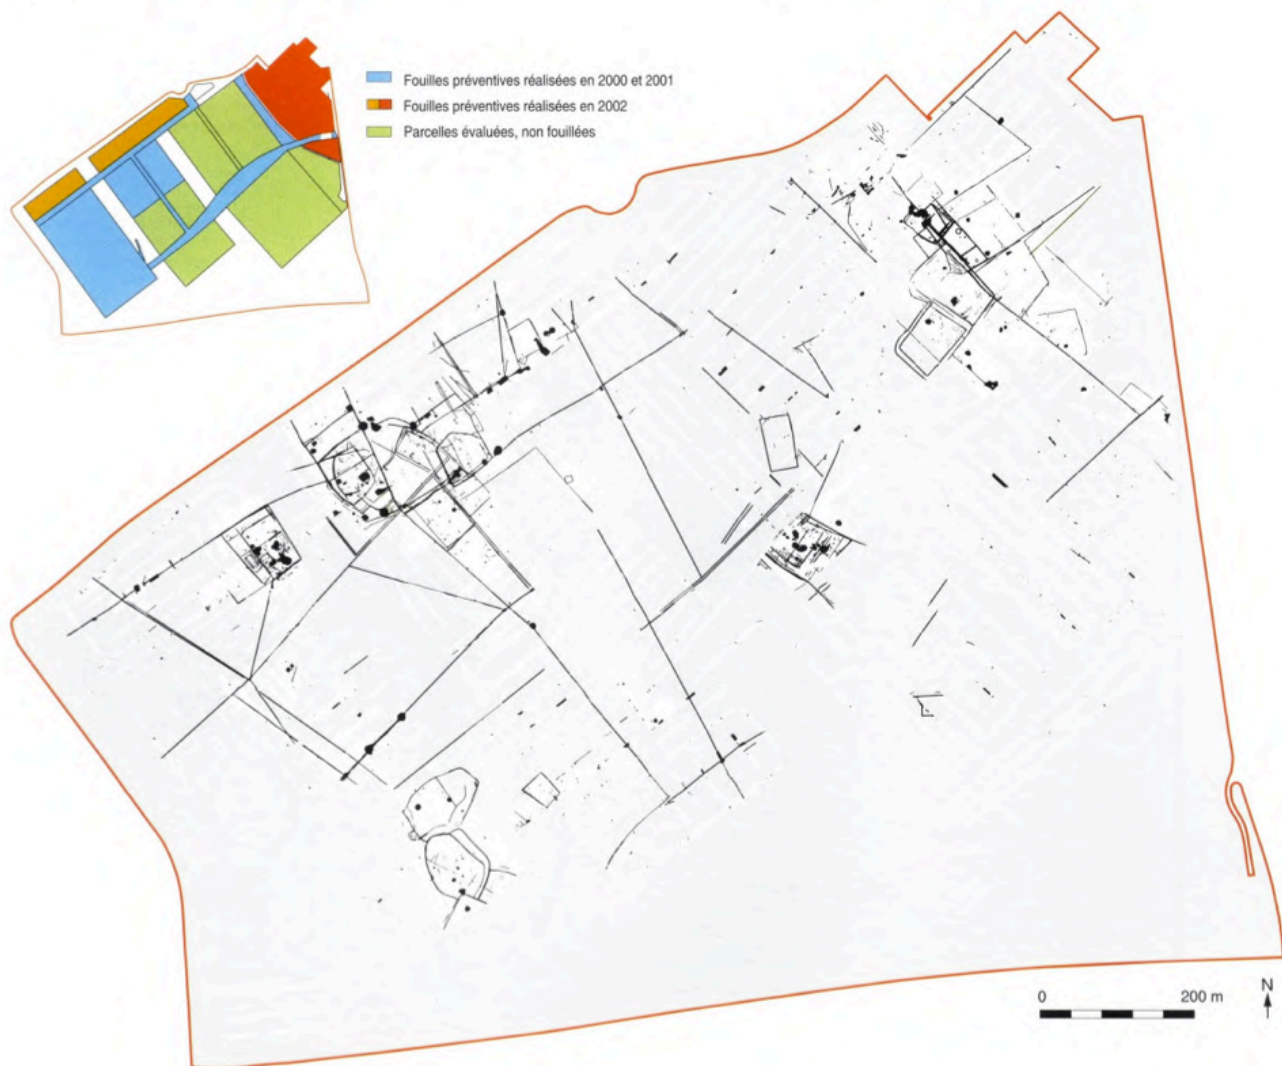 Fouilles préventives réalisées en 2000 et 2001
Fouilles préventives réalisées en 2002
Parcelles évaluées, non fouillées
0 200 m
N